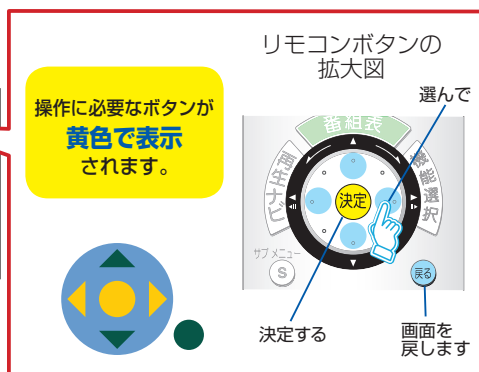 リモコンボタンの
拡大図
操作に必要なボタンが
黄色で表示
されます。
選んで
番組表
再生ナビ
機能選択
決定
サブメニュー
S
戻る
決定する
画面を
戻します